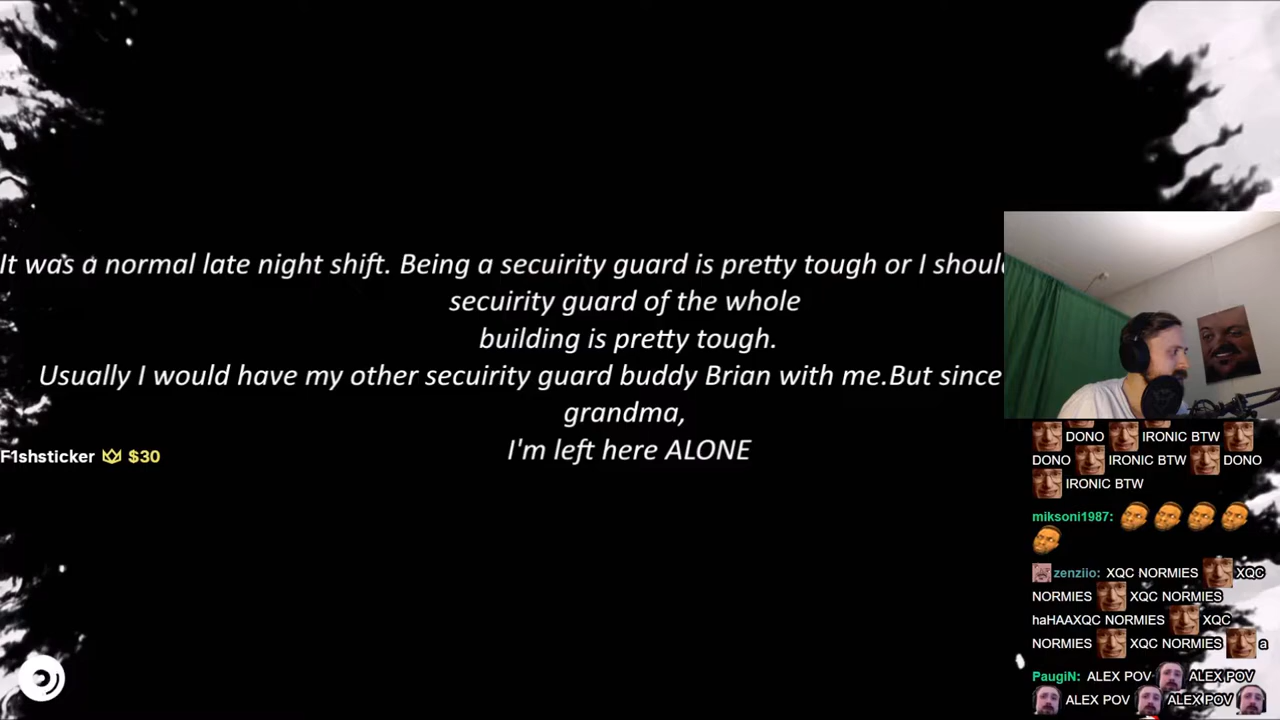 It was a normal late night shift. Being a secuirity guard is pretty tough or I should
secuirity guard of the whole
building is pretty tough.
Usually I would have my other secuirity guard buddy Brian with me.But since
grandma,
I'm left here ALONE
F1shsticker $30
DONO IRONIC BTW
DONO IRONIC BTW DONO
IRONIC BTW
miksoni1987:
zenziio: XQC NORMIES XQC
NORMIES XQC NORMIES
haHAAXQC NORMIES XQC
NORMIES XQC NORMIES a
PaugiN: ALEX POV ALEX POV
ALEX POV ALEX POV